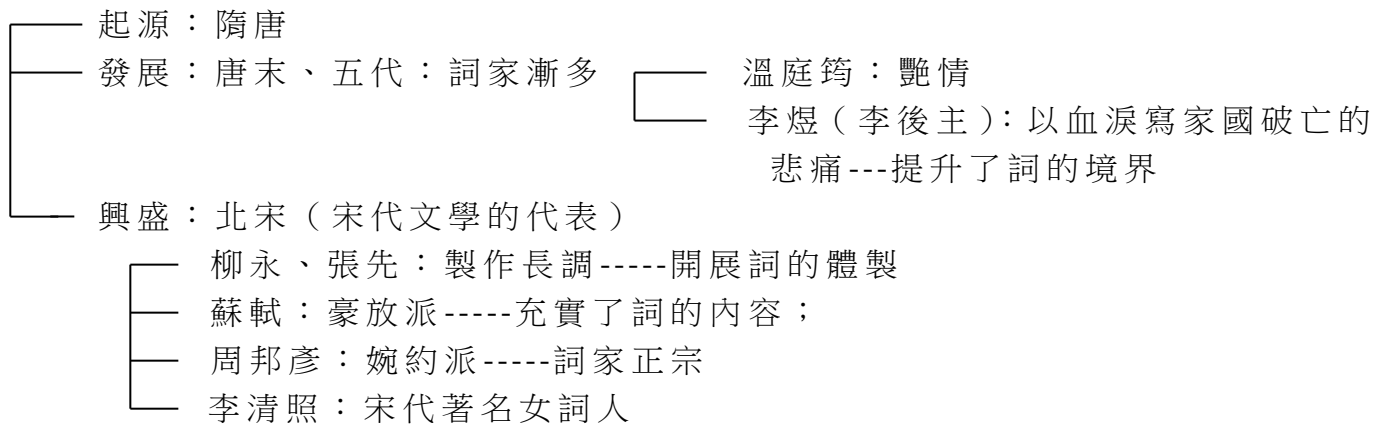 起源：隋唐
發展：唐末、五代：詞家漸多 溫庭筠：艷情
李煜（李後主）：以血淚寫家國破亡的
悲痛---提升了詞的境界
興盛：北宋（宋代文學的代表）
柳永、張先：製作長調-----開展詞的體製
蘇軾：豪放派-----充實了詞的內容；
周邦彥：婉約派-----詞家正宗
李清照：宋代著名女詞人